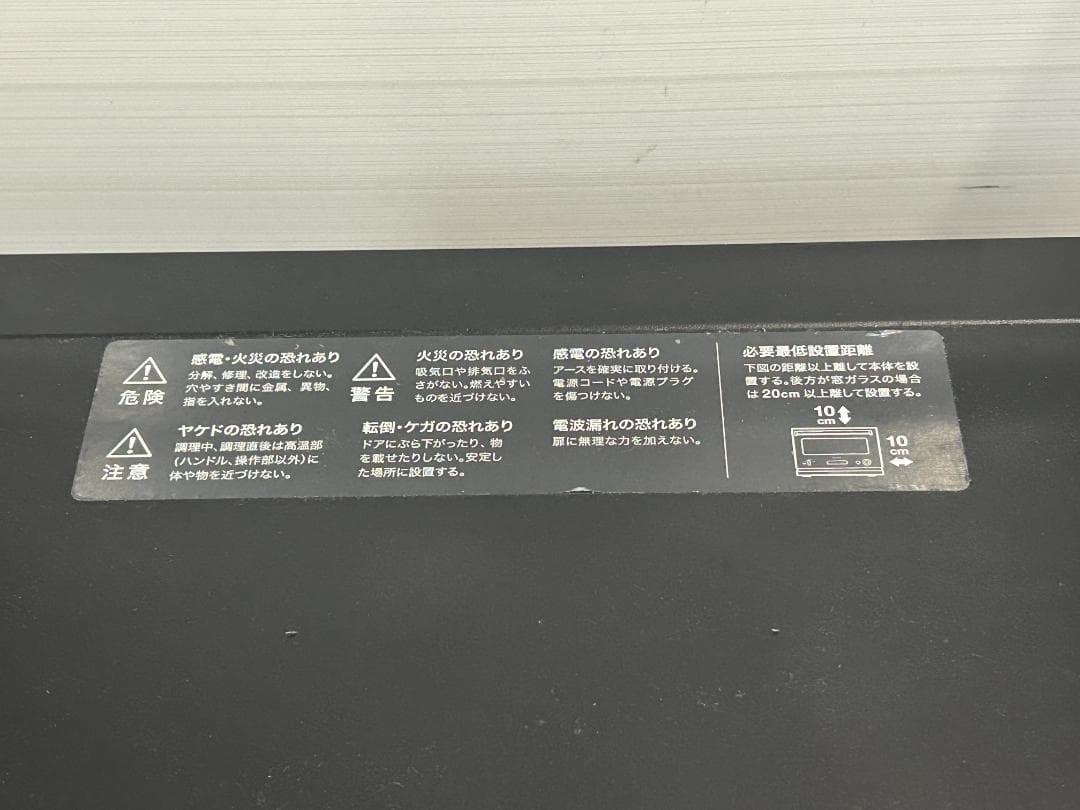 危険
感電・火災の恐れあり
分解、修理、改造をしない。
穴やすき間に金属、異物、
指を入れない。
警告
火災の恐れあり
吸気口や排気口をふ
さがない。燃えやすい
ものを近づけない。
感電の恐れあり
アースを確実に取り付ける。
電源コードや電源プラグ
を傷つけない。
注意
ヤケドの恐れあり
調理中、調理直後は高温部
(ハンドル、操作部以外)に
体や物を近づけない。
転倒・ケガの恐れあり
ドアにぶら下がったり、物
を載せたりしない。安定し
た場所に設置する。
電波漏れの恐れあり
扉に無理な力を加えない。
必要最低設置距離
下図の距離以上離して本体を設
置する。後方が窓ガラスの場合
は20cm以上離して設置する。
10
cm
10
cm